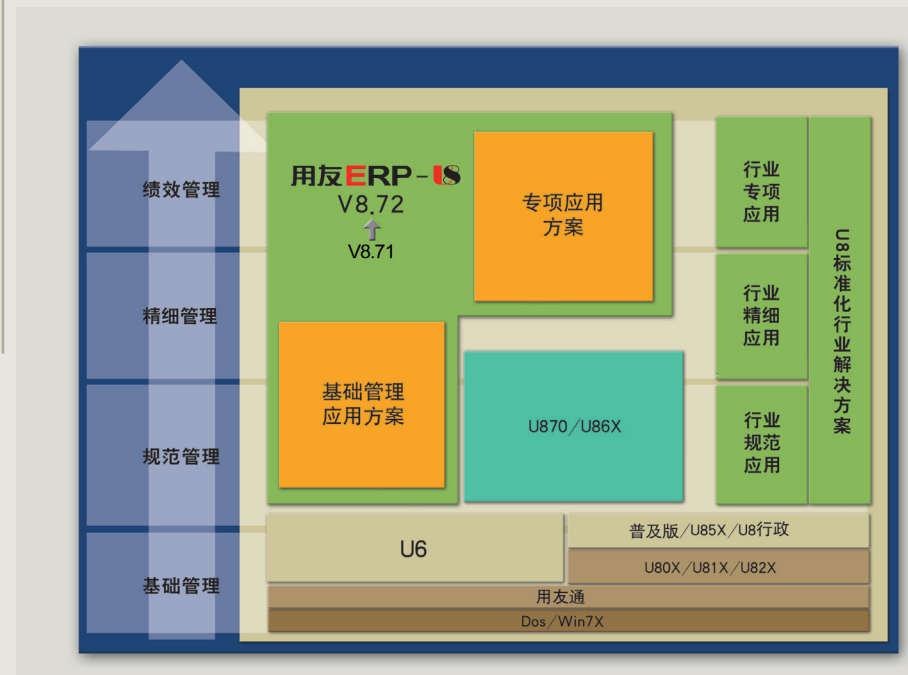 绩效管理
精细管理
规范管理
基础管理
用友ERP-U8
V8.72
V8.71
专项应用
方案
基础管理
应用方案
U870/U86X
行业
专项
应用
行业
精细
应用
行业
规范
应用
U8标准化行业解决方案
U6
普及版/U85X/U8行政
U80X/U81X/U82X
用友通
Dos/Win7X